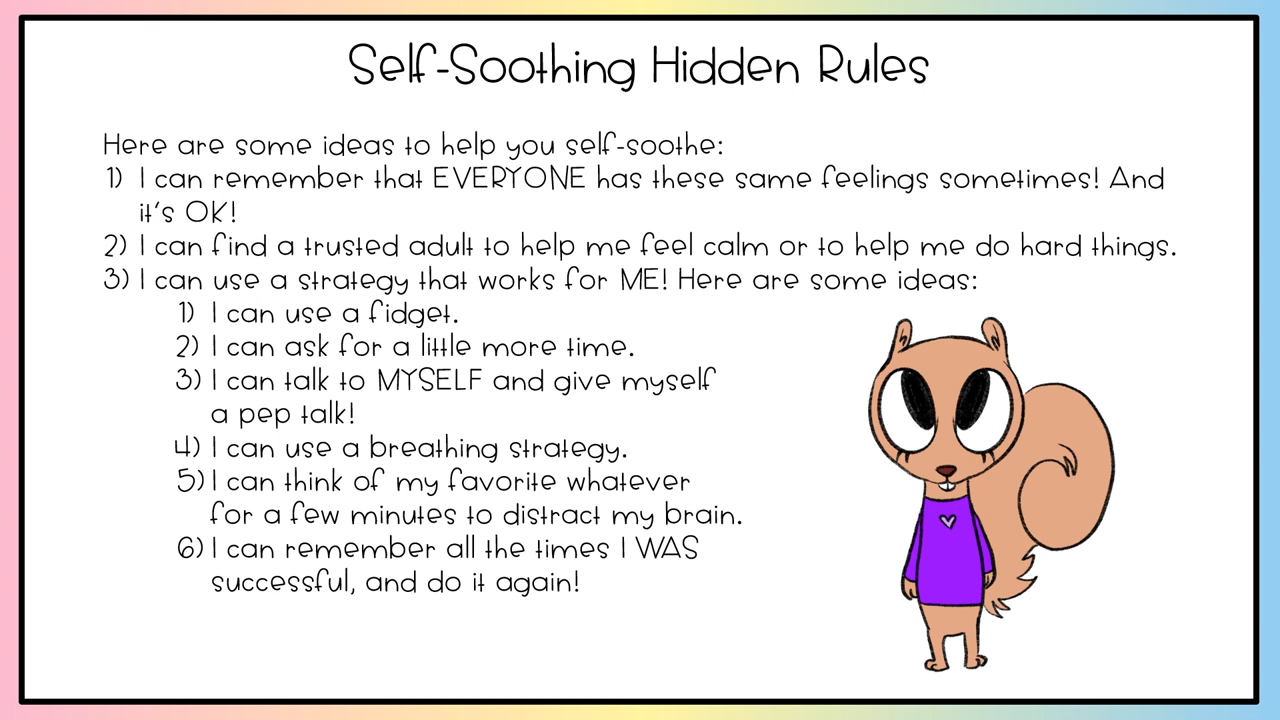 Self-Soothing Hidden Rules
Here are some ideas to help you self-soothe:
1) I can remember that EVERYONE has these same feelings sometimes! And
it's OK!
2) I can find a trusted adult to help me feel calm or to help me do hard things.
3) I can use a strategy that works for ME! Here are some ideas:
1) I can use a fidget.
2) I can ask for a little more time.
3) I can talk to MYSELF and give myself
a pep talk!
4) I can use a breathing strategy.
5) I can think of my favorite whatever
for a few minutes to distract my brain.
6) I can remember all the times I WAS
successful, and do it again!